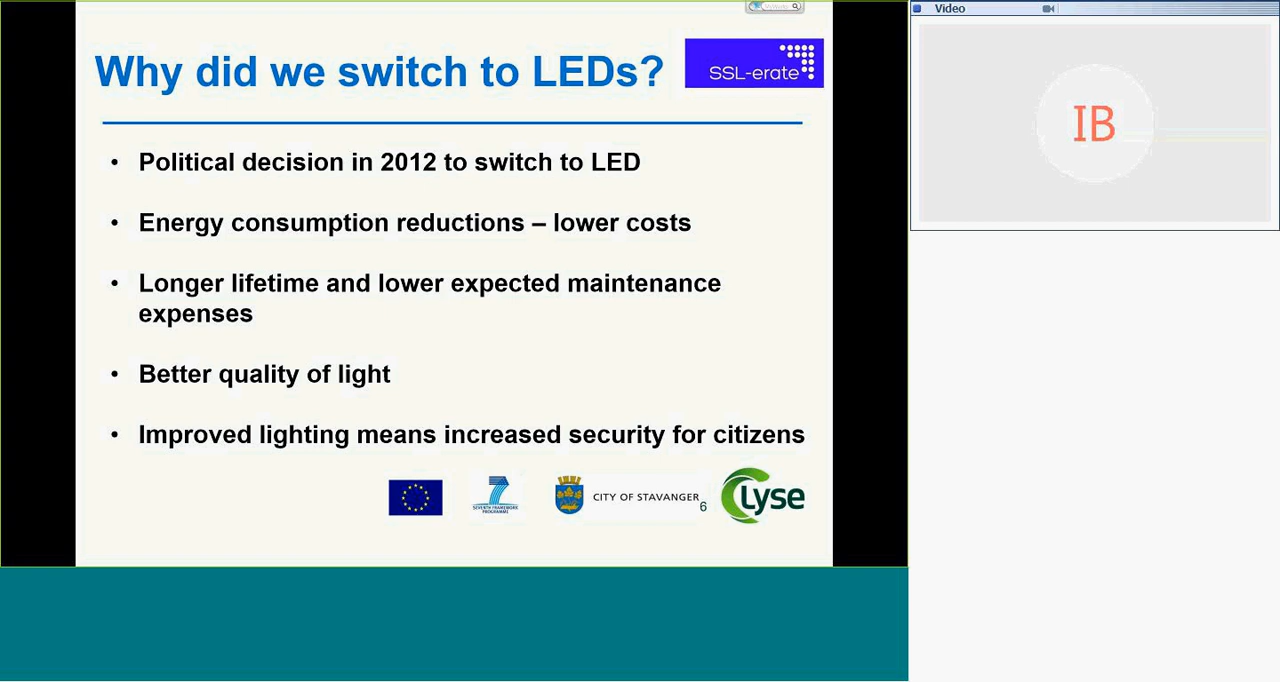 Video
Why did we switch to LEDs?
SSL-erate
• Political decision in 2012 to switch to LED
• Energy consumption reductions – lower costs
• Longer lifetime and lower expected maintenance
expenses
• Better quality of light
• Improved lighting means increased security for citizens
SEVENTH FRAMEWORK
PROGRAMME
CITY OF STAVANGER
6
Lyse
IB